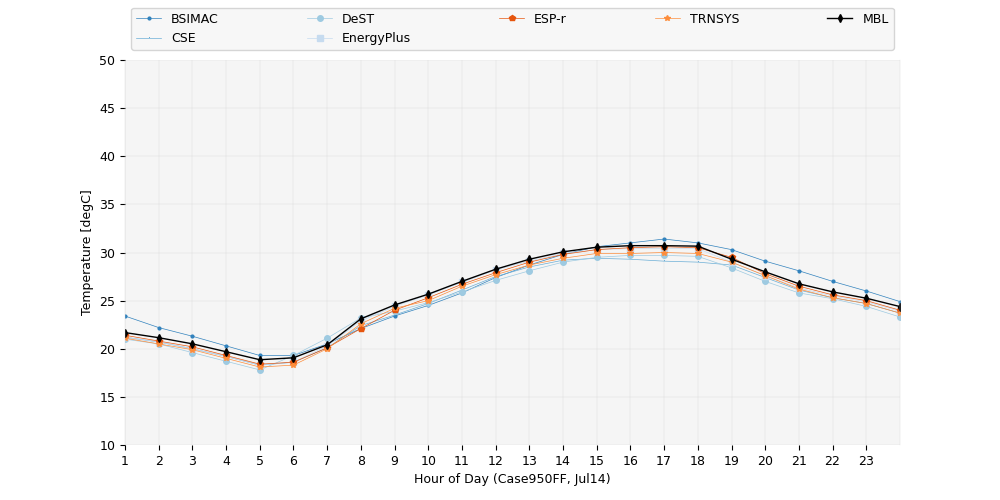 BSIMAC DeST ESP-r TRNSYS MBL
CSE EnergyPlus
50
45
40
35
30
25
20
15
10
Temperature [degC]
1 2 3 4 5 6 7 8 9 10 11 12 13 14 15 16 17 18 19 20 21 22 23
Hour of Day (Case950FF, Jul14)